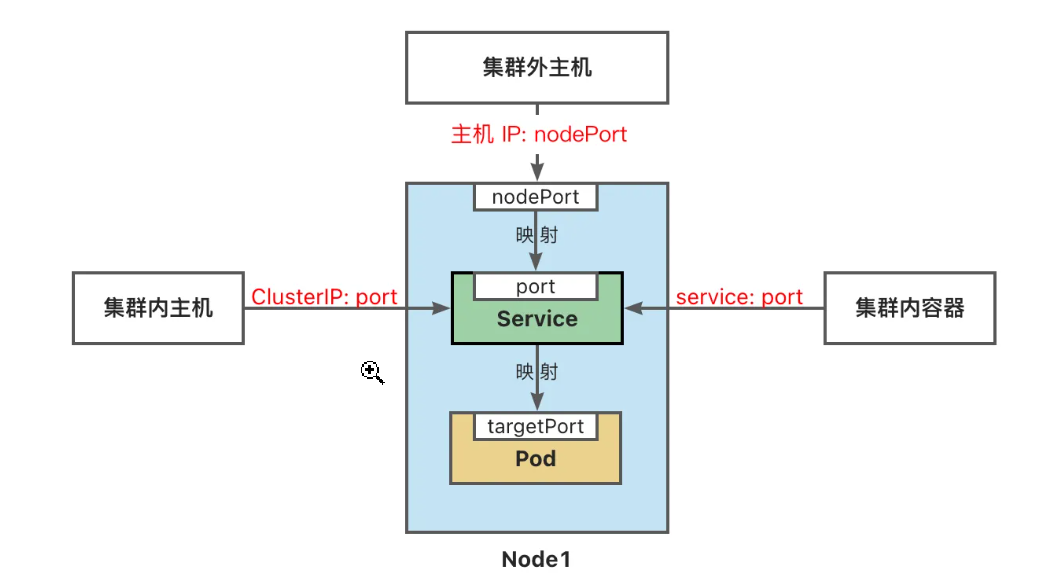 集群外主机
主机 IP: nodePort
nodePort
映射
集群内主机
ClusterIP: port
port
Service
service: port
集群内容器
映射
targetPort
Pod
Node1